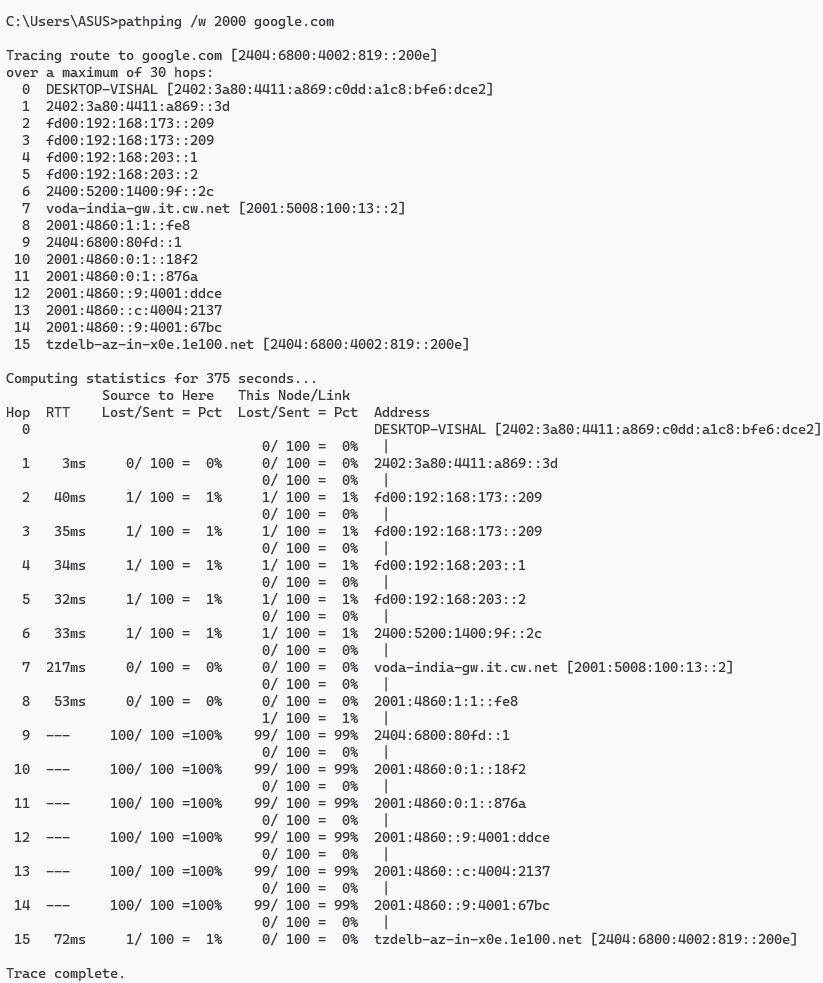 C:\Users\ASUS>pathping /w 2000 google.com

Tracing route to google.com [2404:6800:4002:819::200e]
over a maximum of 30 hops:
  0  DESKTOP-VISHAL [2402:3a80:4411:a869:c0dd:a1c8:bfe6:dce2]
  1  2402:3a80:4411:a869::3d
  2  fd00:192:168:173::209
  3  fd00:192:168:173::209
  4  fd00:192:168:203::1
  5  fd00:192:168:203::2
  6  2400:5200:1400:9f::2c
  7  voda-india-gw.it.cw.net [2001:5008:100:13::2]
  8  2001:4860:1:1::fe8
  9  2404:6800:80fd::1
 10  2001:4860:0:1::18f2
 11  2001:4860:0:1::876a
 12  2001:4860::9:4001:ddce
 13  2001:4860::c:4004:2137
 14  2001:4860::9:4001:67bc
 15  tzdelb-az-in-x0e.1e100.net [2404:6800:4002:819::200e]

Computing statistics for 375 seconds...
            Source to Here   This Node/Link
Hop  RTT    Lost/Sent = Pct  Lost/Sent = Pct  Address
  0                                           DESKTOP-VISHAL [2402:3a80:4411:a869:c0dd:a1c8:bfe6:dce2]
                                0/ 100 =  0%   |
  1    3ms     0/ 100 =  0%     0/ 100 =  0%  2402:3a80:4411:a869::3d
                                0/ 100 =  0%   |
  2   40ms     1/ 100 =  1%     1/ 100 =  1%  fd00:192:168:173::209
                                0/ 100 =  0%   |
  3   35ms     1/ 100 =  1%     1/ 100 =  1%  fd00:192:168:173::209
                                0/ 100 =  0%   |
  4   34ms     1/ 100 =  1%     1/ 100 =  1%  fd00:192:168:203::1
                                0/ 100 =  0%   |
  5   32ms     1/ 100 =  1%     1/ 100 =  1%  fd00:192:168:203::2
                                0/ 100 =  0%   |
  6   33ms     1/ 100 =  1%     1/ 100 =  1%  2400:5200:1400:9f::2c
                                0/ 100 =  0%   |
  7  217ms     0/ 100 =  0%     0/ 100 =  0%  voda-india-gw.it.cw.net [2001:5008:100:13::2]
                                0/ 100 =  0%   |
  8   53ms     0/ 100 =  0%     0/ 100 =  0%  2001:4860:1:1::fe8
                                1/ 100 =  1%   |
  9  ---     100/ 100 =100%    99/ 100 = 99%  2404:6800:80fd::1
                                0/ 100 =  0%   |
 10  ---     100/ 100 =100%    99/ 100 = 99%  2001:4860:0:1::18f2
                                0/ 100 =  0%   |
 11  ---     100/ 100 =100%    99/ 100 = 99%  2001:4860:0:1::876a
                                0/ 100 =  0%   |
 12  ---     100/ 100 =100%    99/ 100 = 99%  2001:4860::9:4001:ddce
                                0/ 100 =  0%   |
 13  ---     100/ 100 =100%    99/ 100 = 99%  2001:4860::c:4004:2137
                                0/ 100 =  0%   |
 14  ---     100/ 100 =100%    99/ 100 = 99%  2001:4860::9:4001:67bc
                                0/ 100 =  0%   |
 15   72ms     1/ 100 =  1%     0/ 100 =  0%  tzdelb-az-in-x0e.1e100.net [2404:6800:4002:819::200e]

Trace complete.